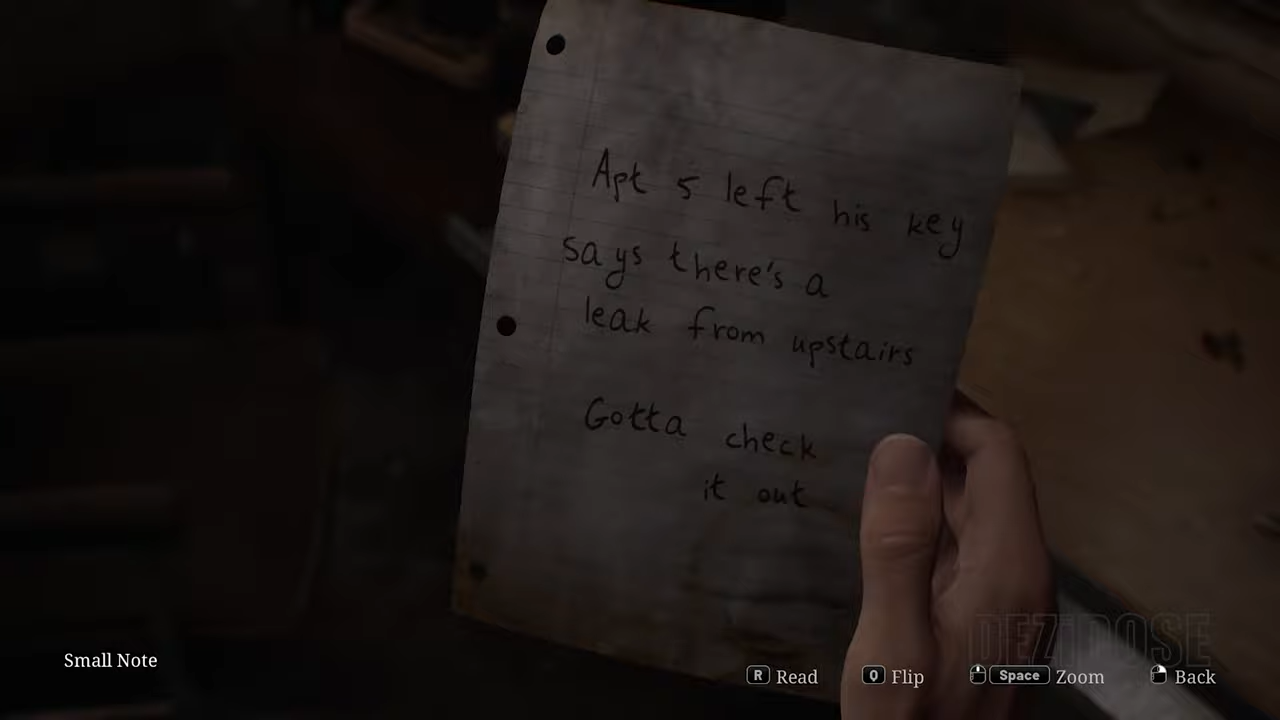 Apt 5 left his key
says there's a
leak from upstairs
Gotta check
it out
DEZiDOSE
Small Note
R Read Q Flip Space Zoom Back